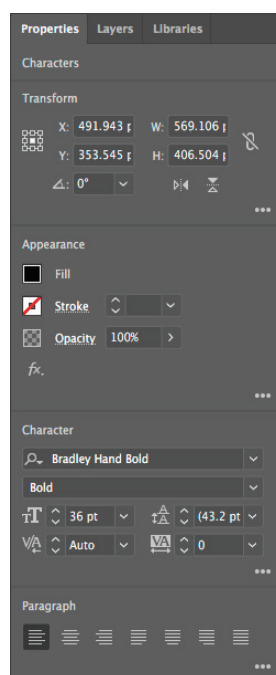 Properties Layers Libraries
Characters
Transform
X: 491.943 p W: 569.106 p
Y: 353.545 p H: 406.504 p
: 0°
Appearance
Fill
Stroke
Opacity 100%
fx.
Character
Bradley Hand Bold
Bold
36 pt (43.2 pt
Auto 0
Paragraph